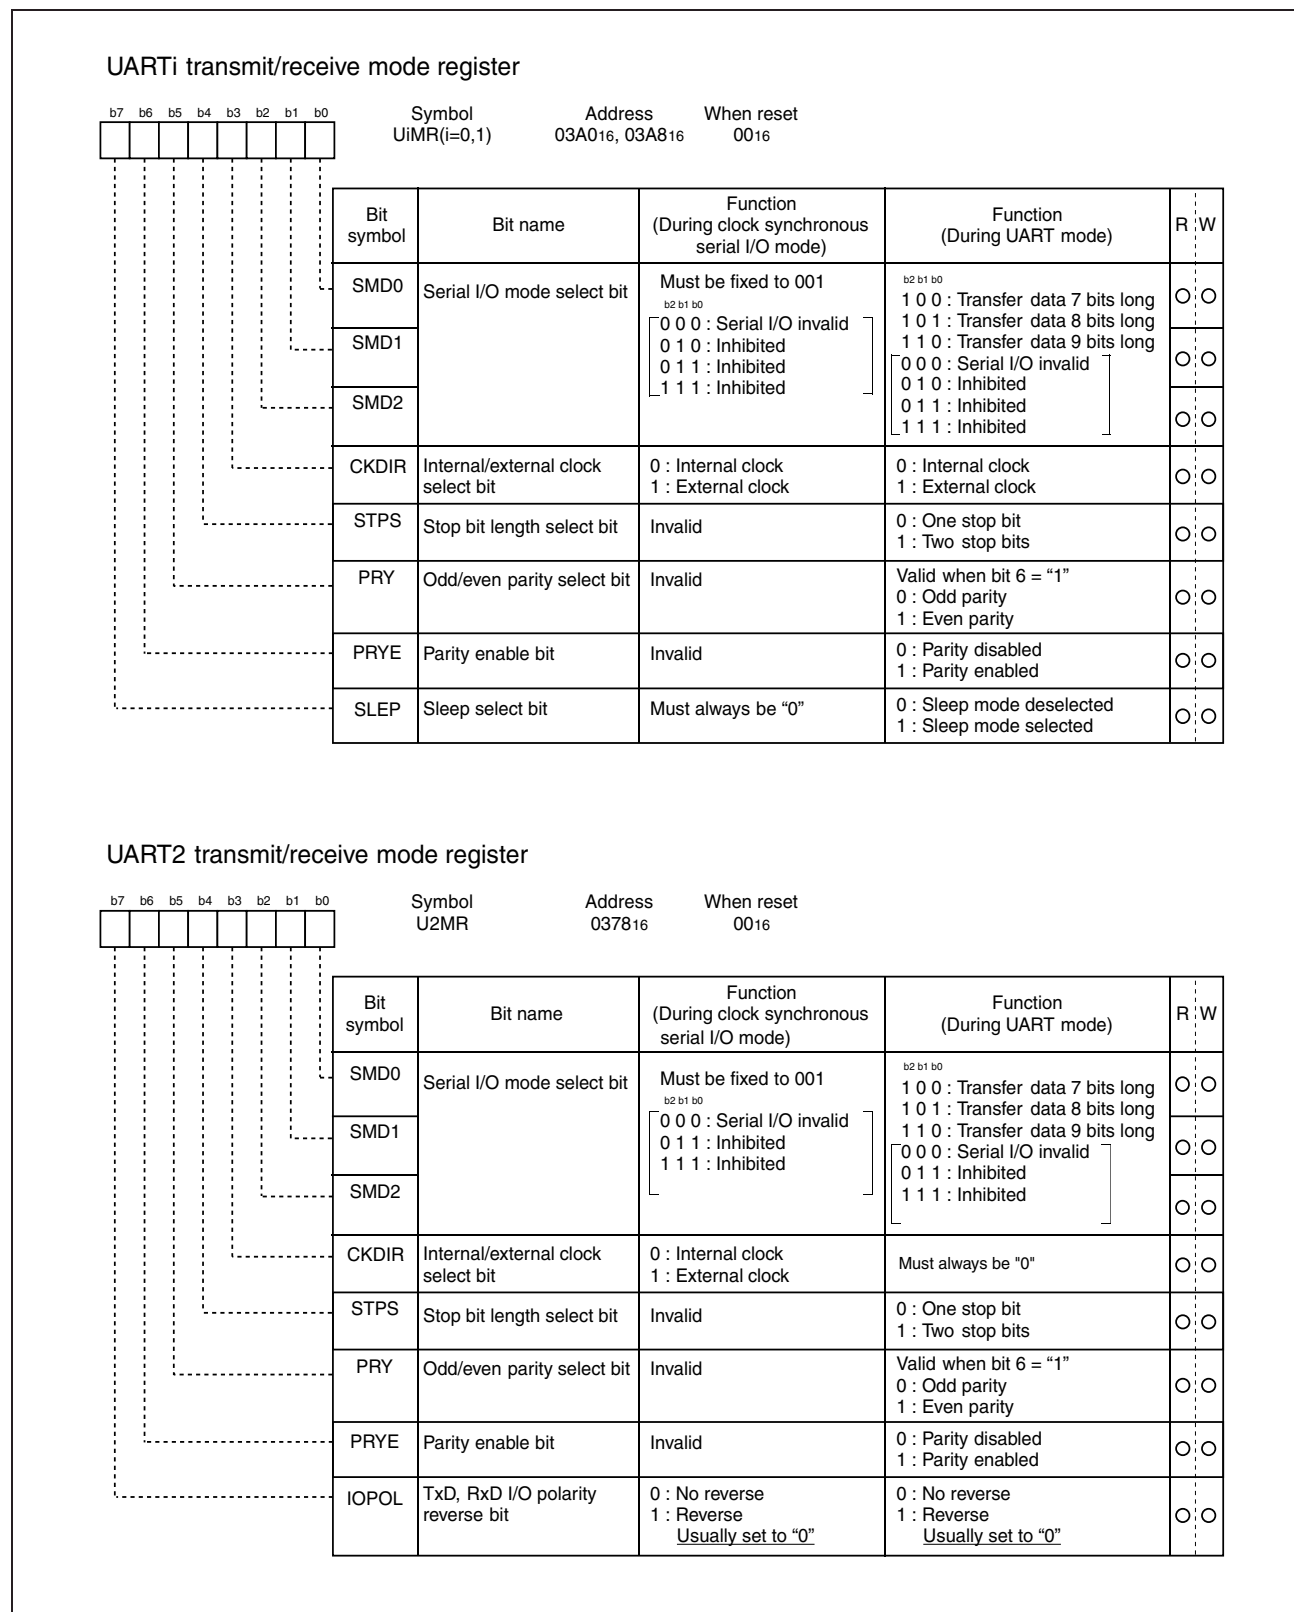 UARTi transmit/receive mode register
b7 b6 b5 b4 b3 b2 b1 b0
Symbol Address When reset
UiMR(i=0,1) 03A016, 03A816 0016
Bit symbol Bit name Function (During clock synchronous serial I/O mode) Function (During UART mode) R W
SMD0 Serial I/O mode select bit
SMD1
SMD2
Must be fixed to 001
b2 b1 b0
0 0 0 : Serial I/O invalid
0 1 0 : Inhibited
0 1 1 : Inhibited
1 1 1 : Inhibited
b2 b1 b0
1 0 0 : Transfer data 7 bits long
1 0 1 : Transfer data 8 bits long
1 1 0 : Transfer data 9 bits long
0 0 0 : Serial I/O invalid
0 1 0 : Inhibited
0 1 1 : Inhibited
1 1 1 : Inhibited
CKDIR Internal/external clock select bit
0 : Internal clock
1 : External clock
0 : Internal clock
1 : External clock
STPS Stop bit length select bit Invalid
0 : One stop bit
1 : Two stop bits
PRY Odd/even parity select bit Invalid
Valid when bit 6 = “1”
0 : Odd parity
1 : Even parity
PRYE Parity enable bit Invalid
0 : Parity disabled
1 : Parity enabled
SLEP Sleep select bit Must always be “0”
0 : Sleep mode deselected
1 : Sleep mode selected
UART2 transmit/receive mode register
b7 b6 b5 b4 b3 b2 b1 b0
Symbol Address When reset
U2MR 037816 0016
Bit symbol Bit name Function (During clock synchronous serial I/O mode) Function (During UART mode) R W
SMD0 Serial I/O mode select bit
SMD1
SMD2
Must be fixed to 001
b2 b1 b0
0 0 0 : Serial I/O invalid
0 1 1 : Inhibited
1 1 1 : Inhibited
b2 b1 b0
1 0 0 : Transfer data 7 bits long
1 0 1 : Transfer data 8 bits long
1 1 0 : Transfer data 9 bits long
0 0 0 : Serial I/O invalid
0 1 1 : Inhibited
1 1 1 : Inhibited
CKDIR Internal/external clock select bit
0 : Internal clock
1 : External clock
Must always be "0"
STPS Stop bit length select bit Invalid
0 : One stop bit
1 : Two stop bits
PRY Odd/even parity select bit Invalid
Valid when bit 6 = “1”
0 : Odd parity
1 : Even parity
PRYE Parity enable bit Invalid
0 : Parity disabled
1 : Parity enabled
IOPOL TxD, RxD I/O polarity reverse bit
0 : No reverse
1 : Reverse
Usually set to “0”
0 : No reverse
1 : Reverse
Usually set to “0”